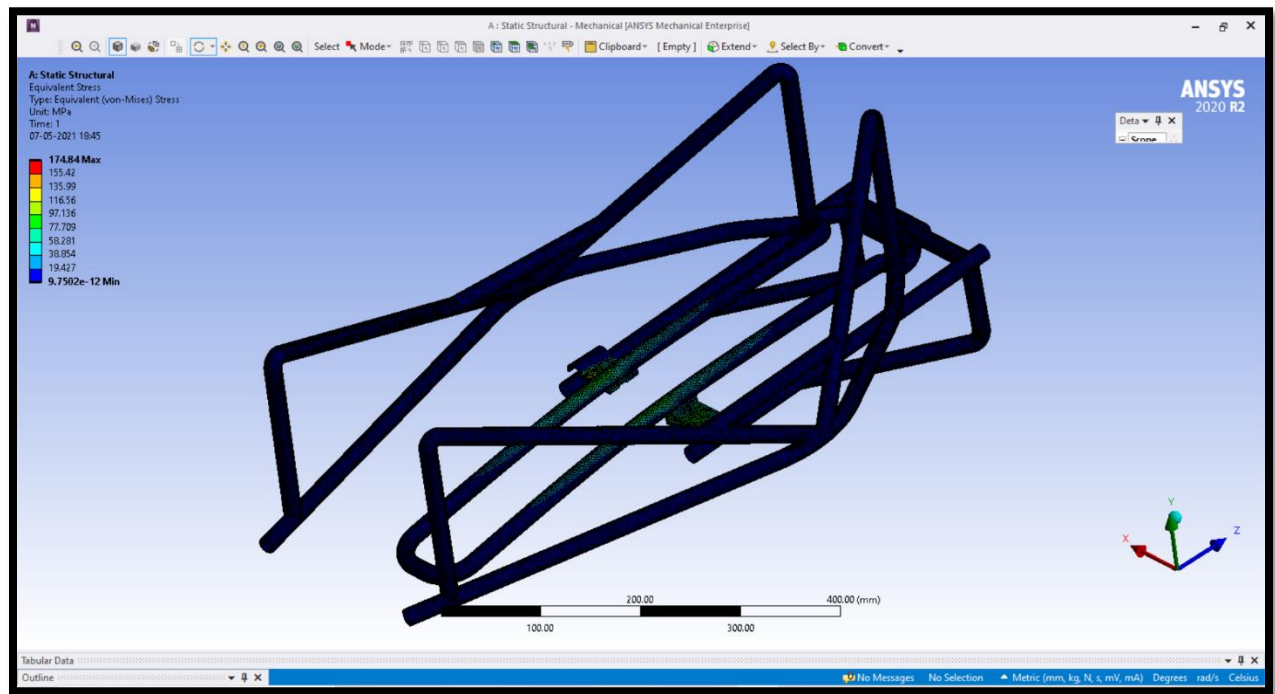 A : Static Structural - Mechanical [ANSYS Mechanical Enterprise]
Select Mode Clipboard [ Empty ] Extend Select By Convert
A: Static Structural
Equivalent Stress
Type: Equivalent (von-Mises) Stress
Unit: MPa
Time: 1
07-05-2021 18:45
174.84 Max
155.42
135.99
116.56
97.136
77.709
58.281
38.854
19.427
9.7502e-12 Min
ANSYS
2020 R2
Deta
Scope
Y
X
Z
200.00 400.00 (mm)
100.00 300.00
Tabular Data
Outline
No Messages No Selection Metric (mm, kg, N, s, mV, mA) Degrees rad/s Celsius